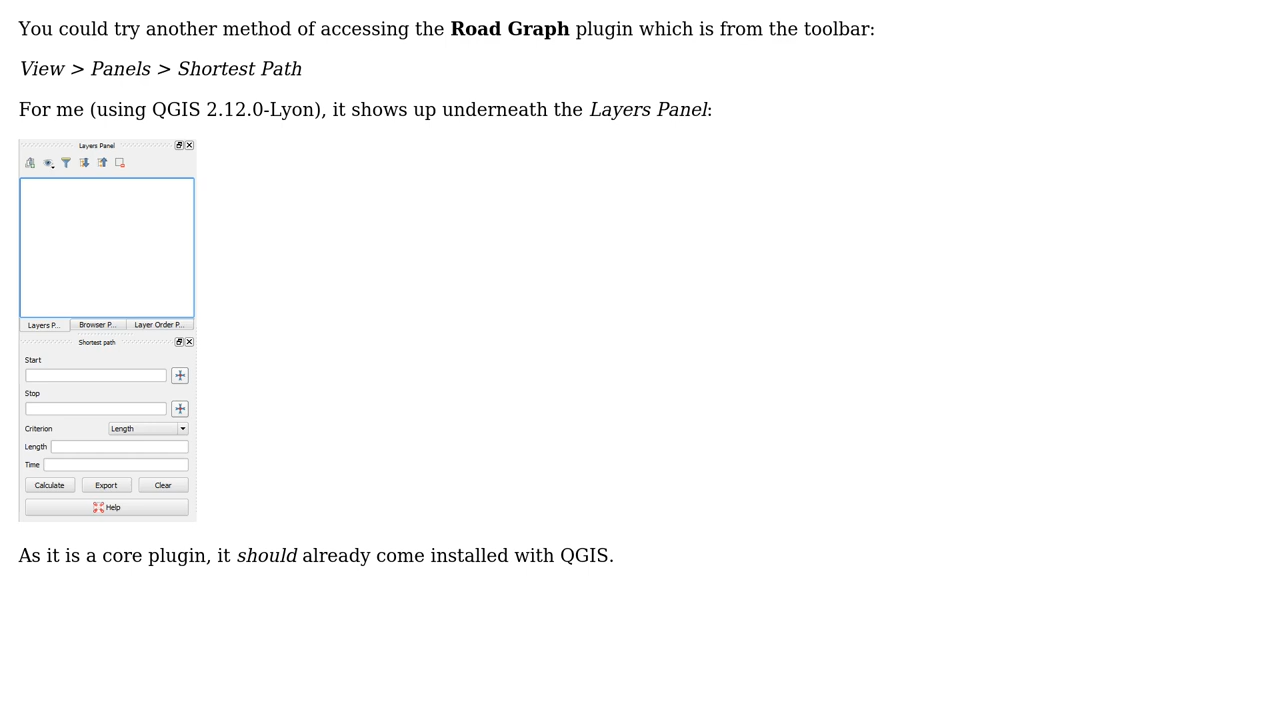 You could try another method of accessing the Road Graph plugin which is from the toolbar:
View > Panels > Shortest Path
For me (using QGIS 2.12.0-Lyon), it shows up underneath the Layers Panel:
Layers Panel
Layers P... Browser P... Layer Order P...
Shortest path
Start
Stop
Criterion Length
Length
Time
Calculate Export Clear
Help
As it is a core plugin, it should already come installed with QGIS.